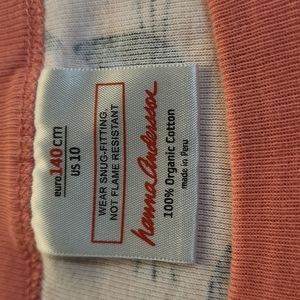 euro 140 cm
US 10
WEAR SNUG-FITTING,
NOT FLAME RESISTANT
hanna andersson
100% Organic Cotton
made in Peru